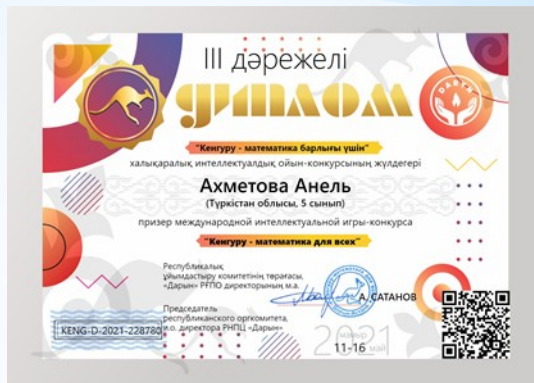 III дәрежелі
ДИПЛОМ
DARYN
"Кенгуру - математика барлығы үшін"
халықаралық интеллектуалдық ойын-конкурсының жүлдегері
Ахметова Анель
(Түркістан облысы, 5 сынып)
призер международной интеллектуальной игры-конкурса
"Кенгуру - математика для всех"
Республикалық
ұйымдастыру комитетінің төрағасы,
«Дарын» РҒПО директорының м.а.
А. САТАНОВ
Председатель
республиканского оргкомитета,
и.о. директора РНПЦ «Дарын»
KENG-D-2021-228780
2021
мамыр
11-16 май